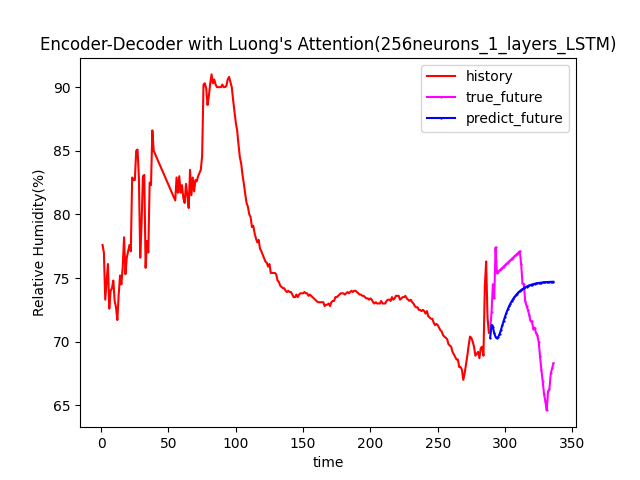 Encoder-Decoder with Luong's Attention(256neurons_1_layers_LSTM)
history
true_future
predict_future
Relative Humidity(%)
90
85
80
75
70
65
0 50 100 150 200 250 300 350
time